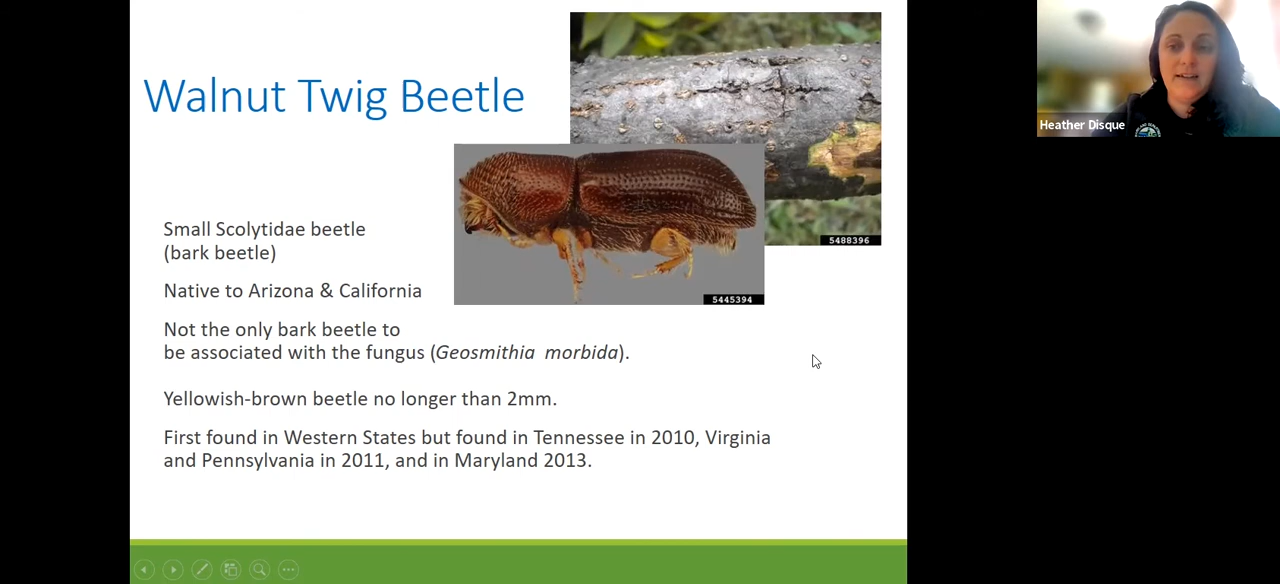 Walnut Twig Beetle
5488396
5445394
Small Scolytidae beetle
(bark beetle)
Native to Arizona & California
Not the only bark beetle to
be associated with the fungus (Geosmithia morbida).
Yellowish-brown beetle no longer than 2mm.
First found in Western States but found in Tennessee in 2010, Virginia
and Pennsylvania in 2011, and in Maryland 2013.
Heather Disque